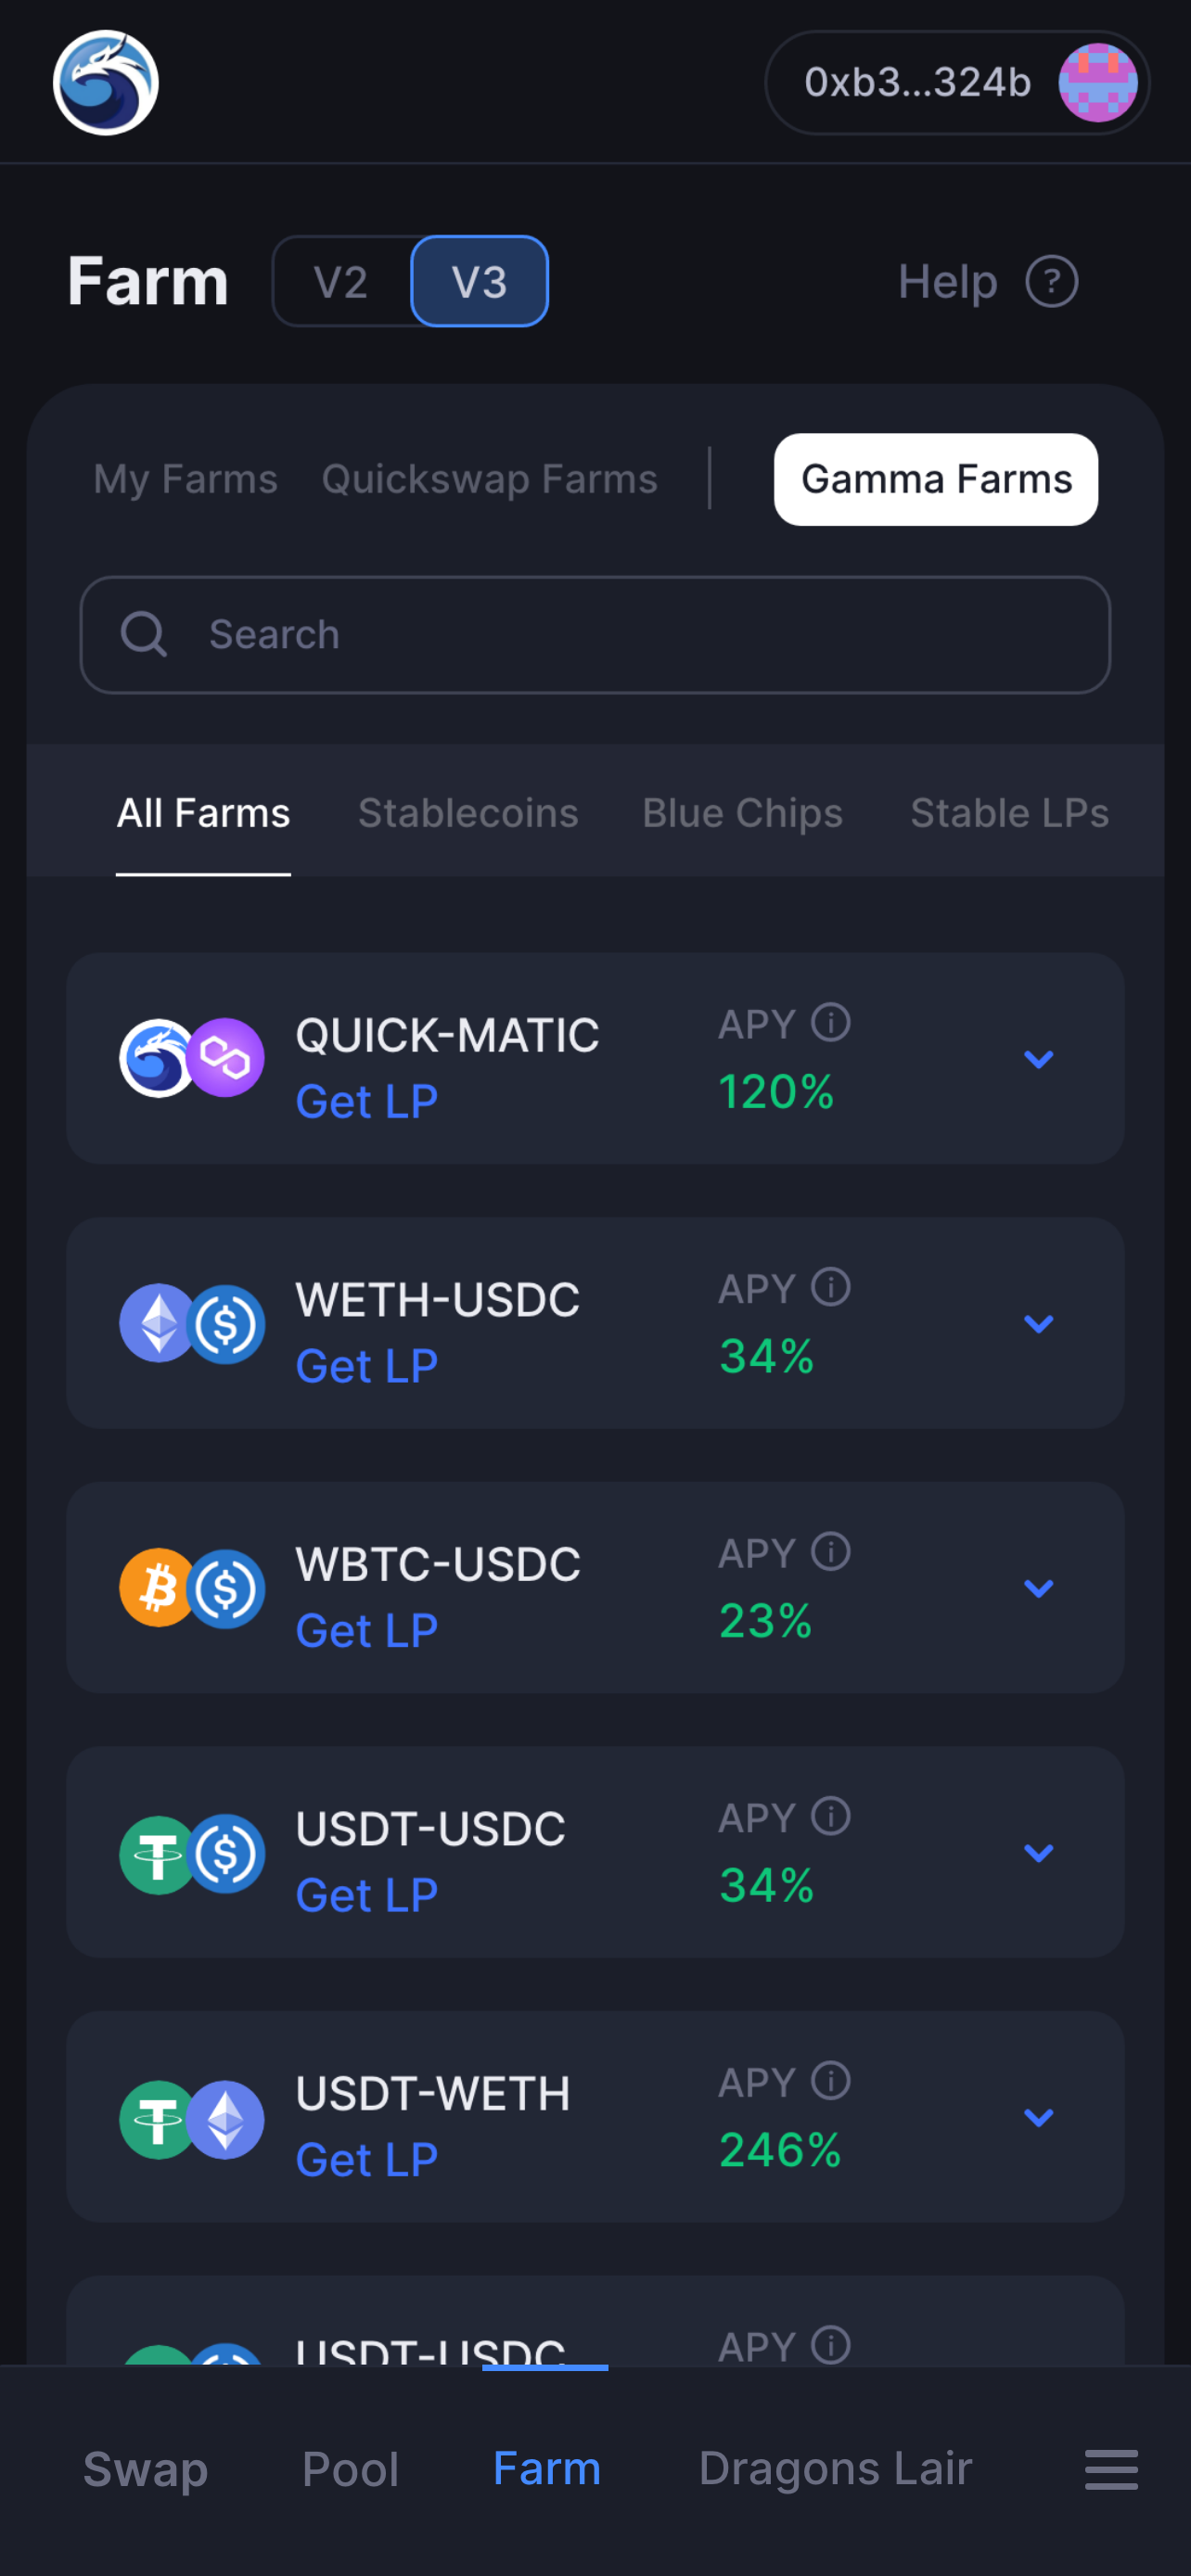 0xb3...324b
Farm V2 V3 Help ?
My Farms Quickswap Farms Gamma Farms
Search
All Farms Stablecoins Blue Chips Stable LPs
QUICK-MATIC APY
Get LP 120%
WETH-USDC APY
Get LP 34%
WBTC-USDC APY
Get LP 23%
USDT-USDC APY
Get LP 34%
USDT-WETH APY
Get LP 246%
USDT-USDC APY
Swap Pool Farm Dragons Lair